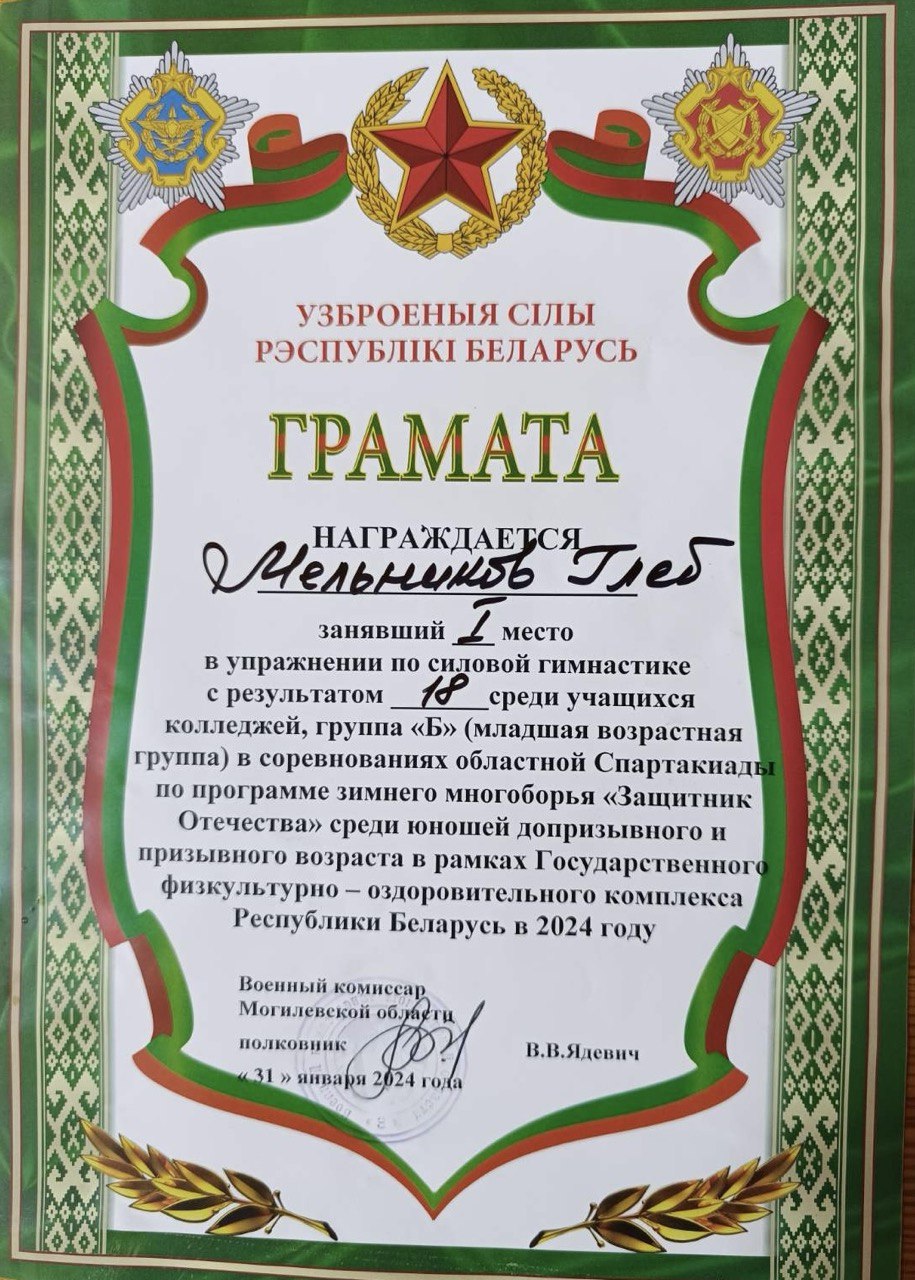 УЗБРОЕНЫЯ СІЛЫ
РЭСПУБЛІКІ БЕЛАРУСЬ
ГРАМАТА
НАГРАЖДАЕТСЯ
Мельников Глеб
занявший I место
в упражнении по силовой гимнастике
с результатом 18 среди учащихся
колледжей, группа «Б» (младшая возрастная
группа) в соревнованиях областной Спартакиады
по программе зимнего многоборья «Защитник
Отечества» среди юношей допризывного и
призывного возраста в рамках Государственного
физкультурно – оздоровительного комплекса
Республики Беларусь в 2024 году
Военный комиссар
Могилевской области
полковник В.В.Ядевич
« 31 » января 2024 года